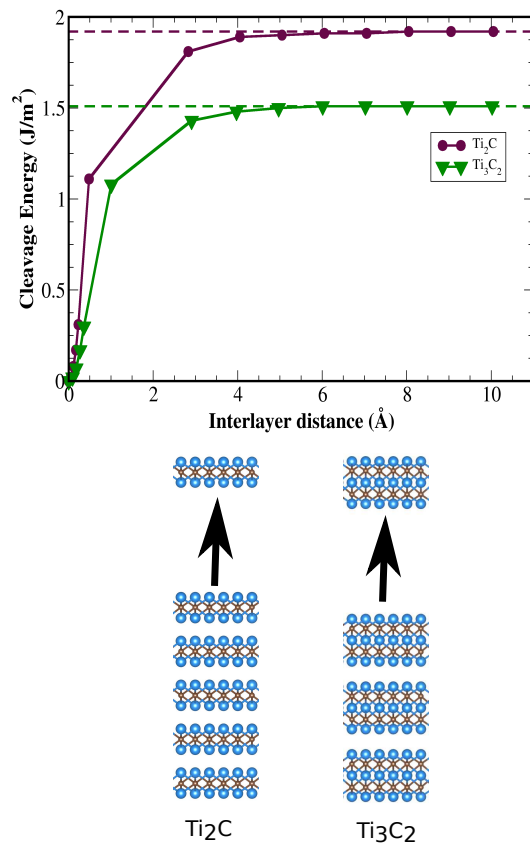 Cleavage Energy (J/m²)
2
1.5
1
0.5
0
0 2 4 6 8 10
Interlayer distance (Å)
Ti₂C
Ti₃C₂
Ti₂C Ti₃C₂